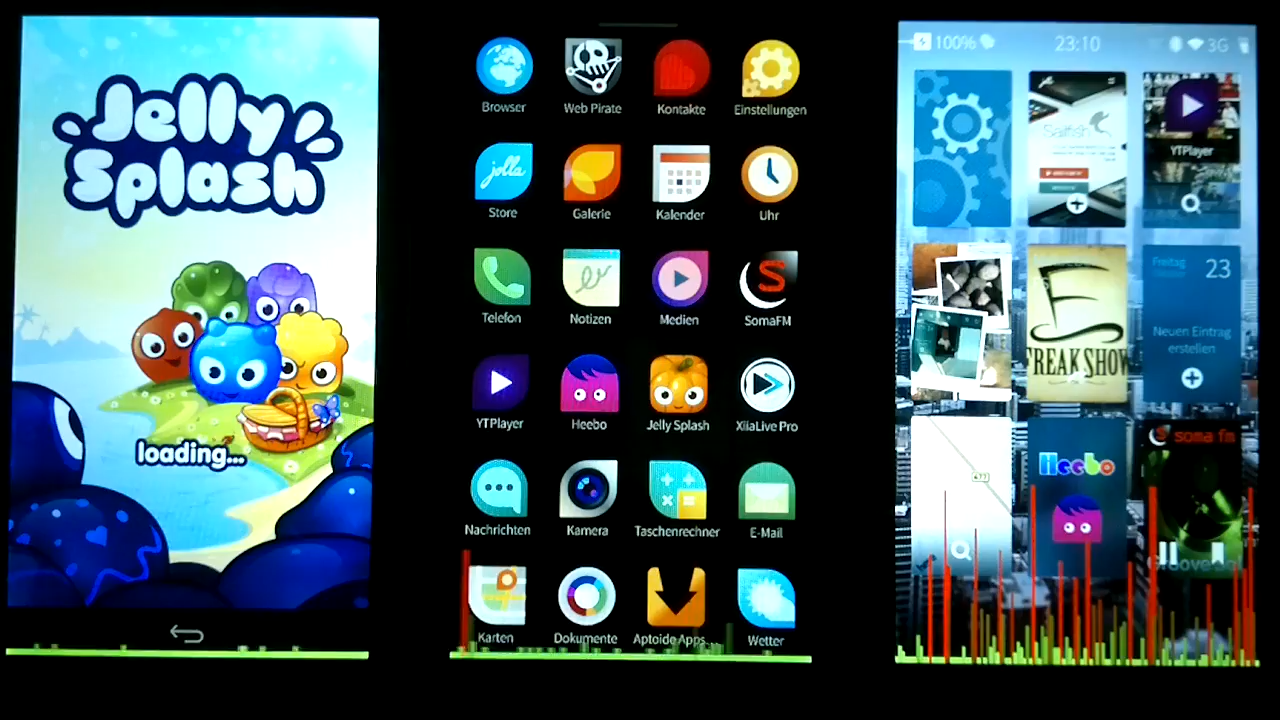 Jelly
Splash
loading...
Browser
Web Pirate
Kontakte
Einstellungen
jolla
Store
Galerie
Kalender
Uhr
Telefon
Notizen
Medien
S
SomaFM
YTPlayer
Heebo
Jelly Splash
XiiaLive Pro
Nachrichten
Kamera
Taschenrechner
E-Mail
Karten
Dokumente
Aptoide Apps
Wetter
100%
23:10
3G
Sailfish
YTPlayer
FREAK SHOW
Freitag
23
Neuen Eintrag
erstellen
Heebo
soma fm